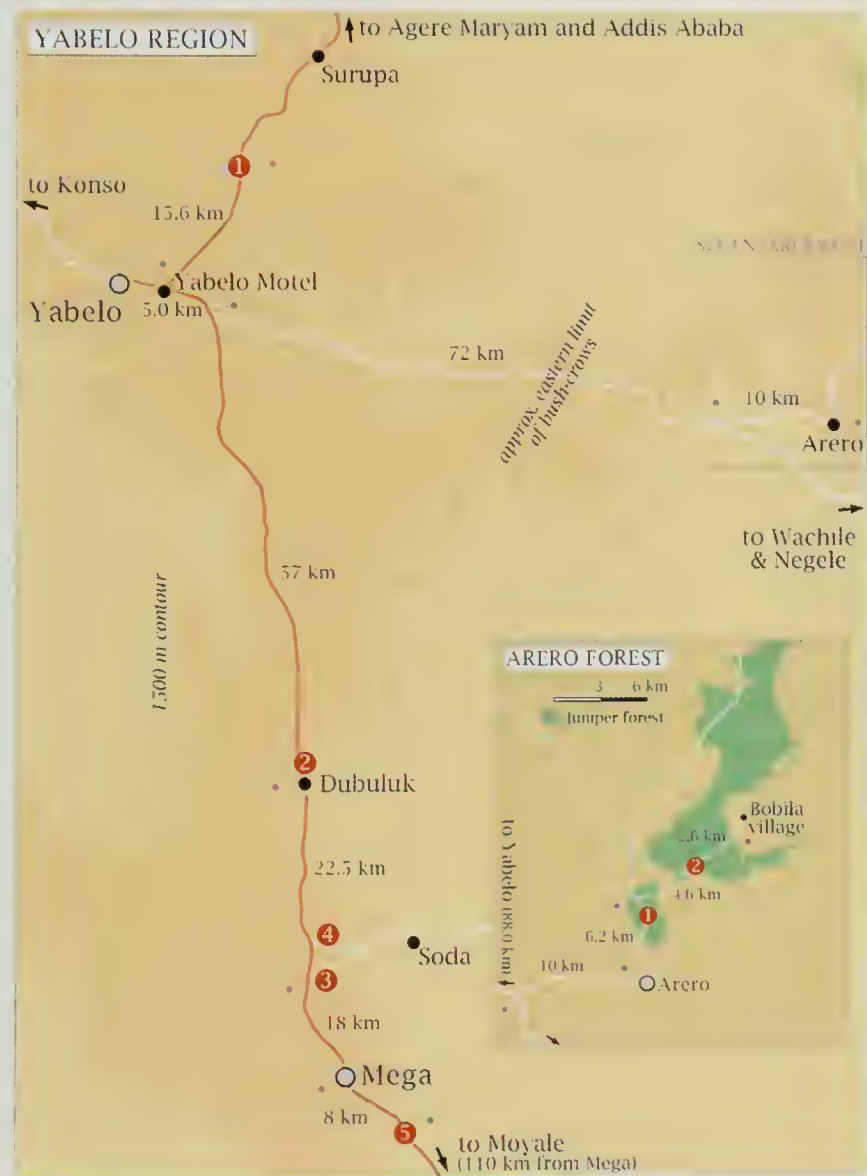 YABELO REGION
to Agere Maryam and Addis Ababa
Surupa
1
to Konso
15.6 km
Yabelo Motel
Yabelo
5.0 km
72 km
approx. eastern limit
of bush-crows
10 km
Arero
to Wachile
& Negele
57 km
1500 m contour
2
Dubuluk
22.5 km
4
Soda
3
18 km
Mega
8 km
5
to Moyale
(110 km from Mega)
ARERO FOREST
3 6 km
Juniper forest
Bobila
village
2.6 km
2
4.6 km
1
6.2 km
to Yabelo (88.0 km)
10 km
Arero